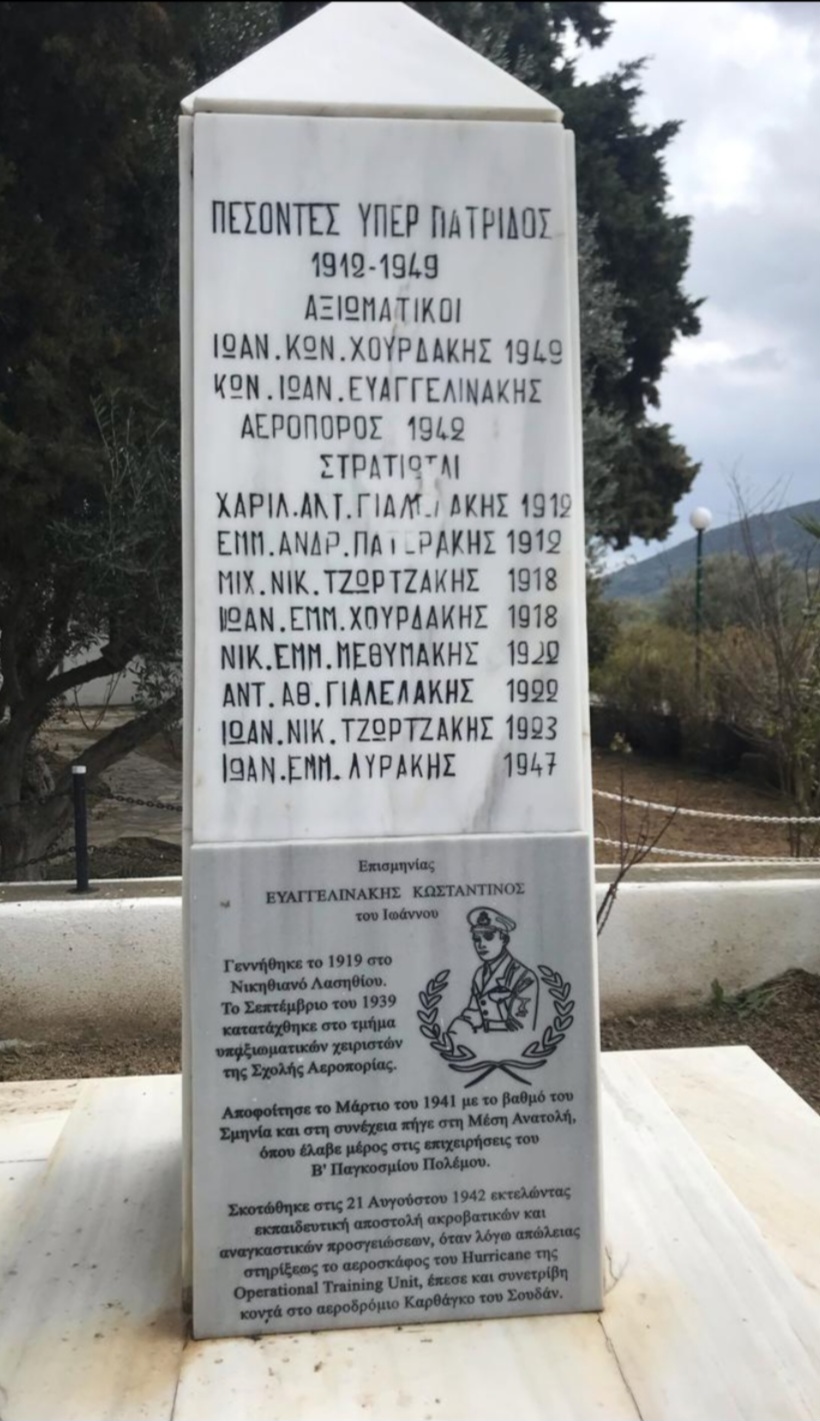 ΠΕΣΟΝΤΕΣ ΥΠΕΡ ΠΑΤΡΙΔΟΣ
1912-1949
ΑΞΙΩΜΑΤΙΚΟΙ
ΙΩΑΝ.ΚΩΝ.ΧΟΥΡΔΑΚΗΣ 1949
ΚΩΝ.ΙΩΑΝ.ΕΥΑΓΓΕΛΙΝΑΚΗΣ
ΑΕΡΟΠΟΡΟΣ 1942
ΣΤΡΑΤΙΩΤΑΙ
ΧΑΡΙΛ.ΑΝΤ. 1912
ΕΜΜ.ΑΝΔΡ.ΠΑΤΕΡΑΚΗΣ 1912
ΜΙΧ.ΝΙΚ.ΤΖΩΡΤΖΑΚΗΣ 1918
ΙΩΑΝ.ΕΜΜ.ΧΟΥΡΔΑΚΗΣ 1918
ΝΙΚ.ΕΜΜ.ΜΕΘΥΜΑΚΗΣ 1922
ΑΝΤ.ΑΘ.ΓΙΑΛΕΛΑΚΗΣ 1922
ΙΩΑΝ.ΝΙΚ.ΤΖΩΡΤΖΑΚΗΣ 1923
ΙΩΑΝ.ΕΜΜ.ΛΥΡΑΚΗΣ 1947
Επισμηνίας
ΕΥΑΓΓΕΛΙΝΑΚΗΣ ΚΩΣΤΑΝΤΙΝΟΣ
του Ιωάννου
Γεννήθηκε το 1919 στο
Νικηθιανό Λασηθίου.
Το Σεπτέμβριο του 1939
κατατάχθηκε στο τμήμα
υπαξιωματικών χειριστών
της Σχολής Αεροπορίας.
Αποφοίτησε το Μάρτιο του 1941 με το βαθμό του
Σμηνία και στη συνέχεια πήγε στη Μέση Ανατολή,
όπου έλαβε μέρος στις επιχειρήσεις του
Β' Παγκοσμίου Πολέμου.
Σκοτώθηκε στις 21 Αυγούστου 1942 εκτελώντας
εκπαιδευτική αποστολή ακροβατικών και
αναγκαστικών προσγειώσεων, όταν λόγω απώλειας
στηρίξεως το αεροσκάφος του Hurricane της
Operational Training Unit, έπεσε και συνετρίβη
κοντά στο αεροδρόμιο Καρθάγκο του Σουδάν.